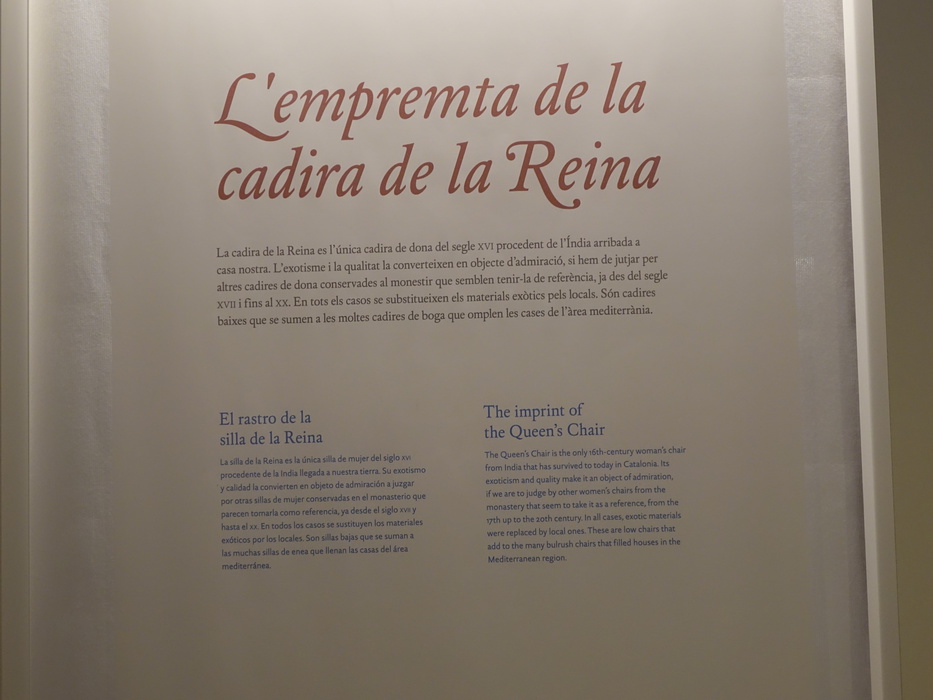 L'empremta de la
cadira de la Reina
La cadira de la Reina es l’única cadira de dona del segle XVI procedent de l’Índia arribada a
casa nostra. L’exotisme i la qualitat la converteixen en objecte d’admiració, si hem de jutjar per
altres cadires de dona conservades al monestir que semblen tenir-la de referència, ja des del segle
XVII i fins al XX. En tots els casos se substitueixen els materials exòtics pels locals. Són cadires
baixes que se sumen a les moltes cadires de boga que omplen les cases de l’àrea mediterrània.
El rastro de la
silla de la Reina
La silla de la Reina es la única silla de mujer del siglo XVI
procedente de la India llegada a nuestra tierra. Su exotismo
y calidad la convierten en objeto de admiración a juzgar
por otras sillas de mujer conservadas en el monasterio que
parecen tomarla como referencia, ya desde el siglo XVII y
hasta el XX. En todos los casos se sustituyen los materiales
exóticos por los locales. Son sillas bajas que se suman a
las muchas sillas de enea que llenan las casas del área
mediterránea.
The imprint of
the Queen’s Chair
The Queen’s Chair is the only 16th-century woman’s chair
from India that has survived to today in Catalonia. Its
exoticism and quality make it an object of admiration,
if we are to judge by other women’s chairs from the
monastery that seem to take it as a reference, from the
17th up to the 20th century. In all cases, exotic materials
were replaced by local ones. These are low chairs that
add to the many bulrush chairs that filled houses in the
Mediterranean region.